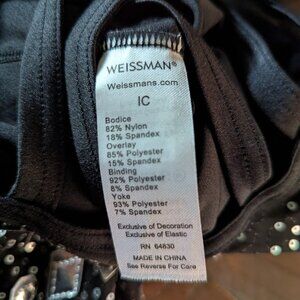 WEISSMAN®
Weissmans.com
IC
Bodice
82% Nylon
18% Spandex
Overlay
85% Polyester
15% Spandex
Binding
92% Polyester
8% Spandex
Yoke
93% Polyester
7% Spandex
Exclusive of Decoration
Exclusive of Elastic
RN 64830
MADE IN CHINA
See Reverse For Care